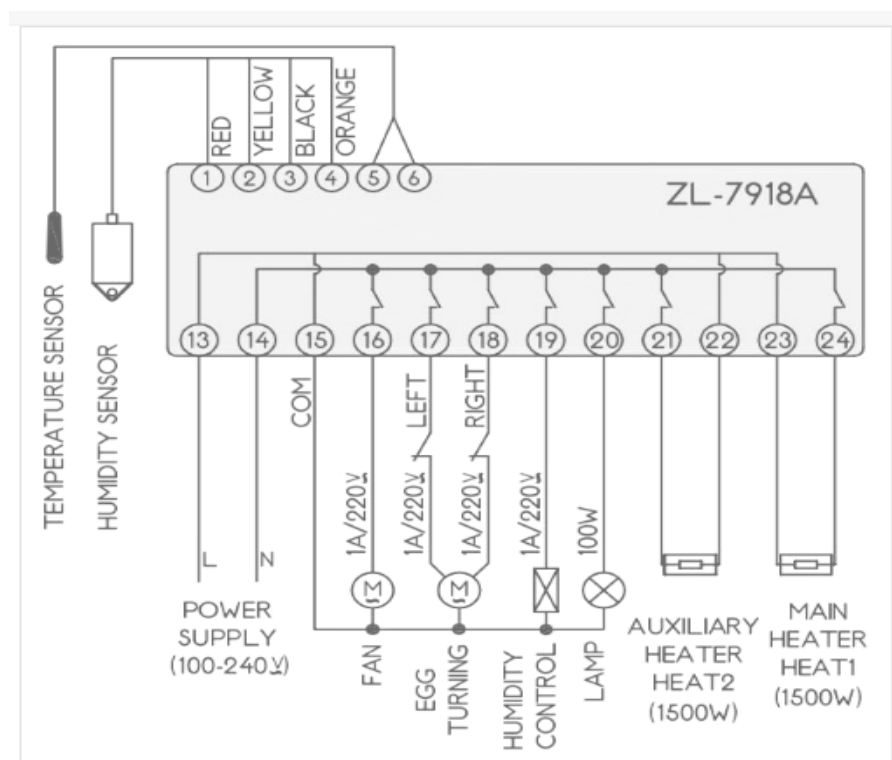 RED
YELLOW
BLACK
ORANGE
1
2
3
4
5
6
ZL-7918A
TEMPERATURE SENSOR
HUMIDITY SENSOR
13
14
15
16
17
18
19
20
21
22
23
24
COM
LEFT
RIGHT
1A/220V
1A/220V
1A/220V
1A/220V
100W
L
N
M
M
POWER
SUPPLY
(100-240V)
FAN
EGG
TURNING
HUMIDITY
CONTROL
LAMP
AUXILIARY
HEATER
HEAT2
(1500W)
MAIN
HEATER
HEAT1
(1500W)